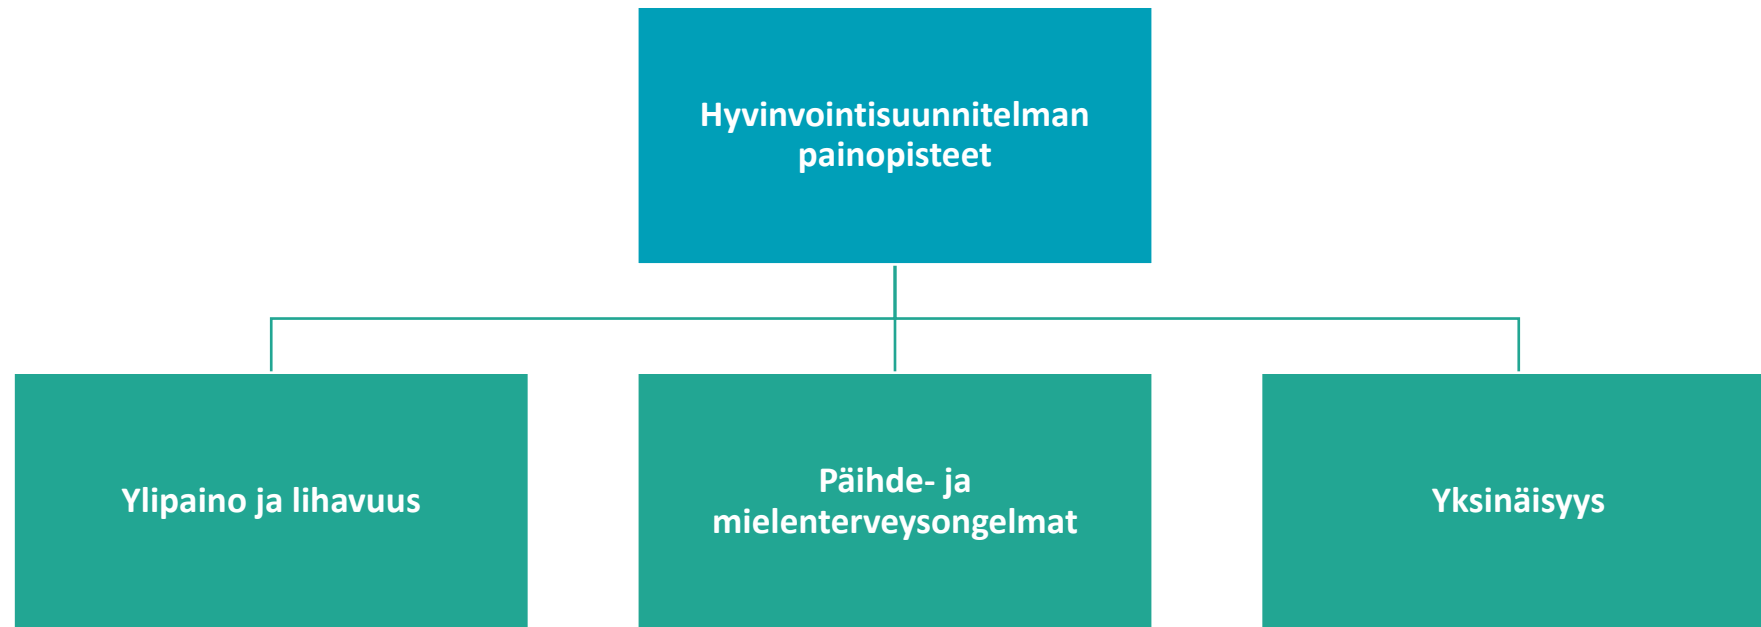 Hyvinvointisuunnitelman
painopisteet
Ylipaino ja lihavuus
Päihde- ja
mielenterveysongelmat
Yksinäisyys